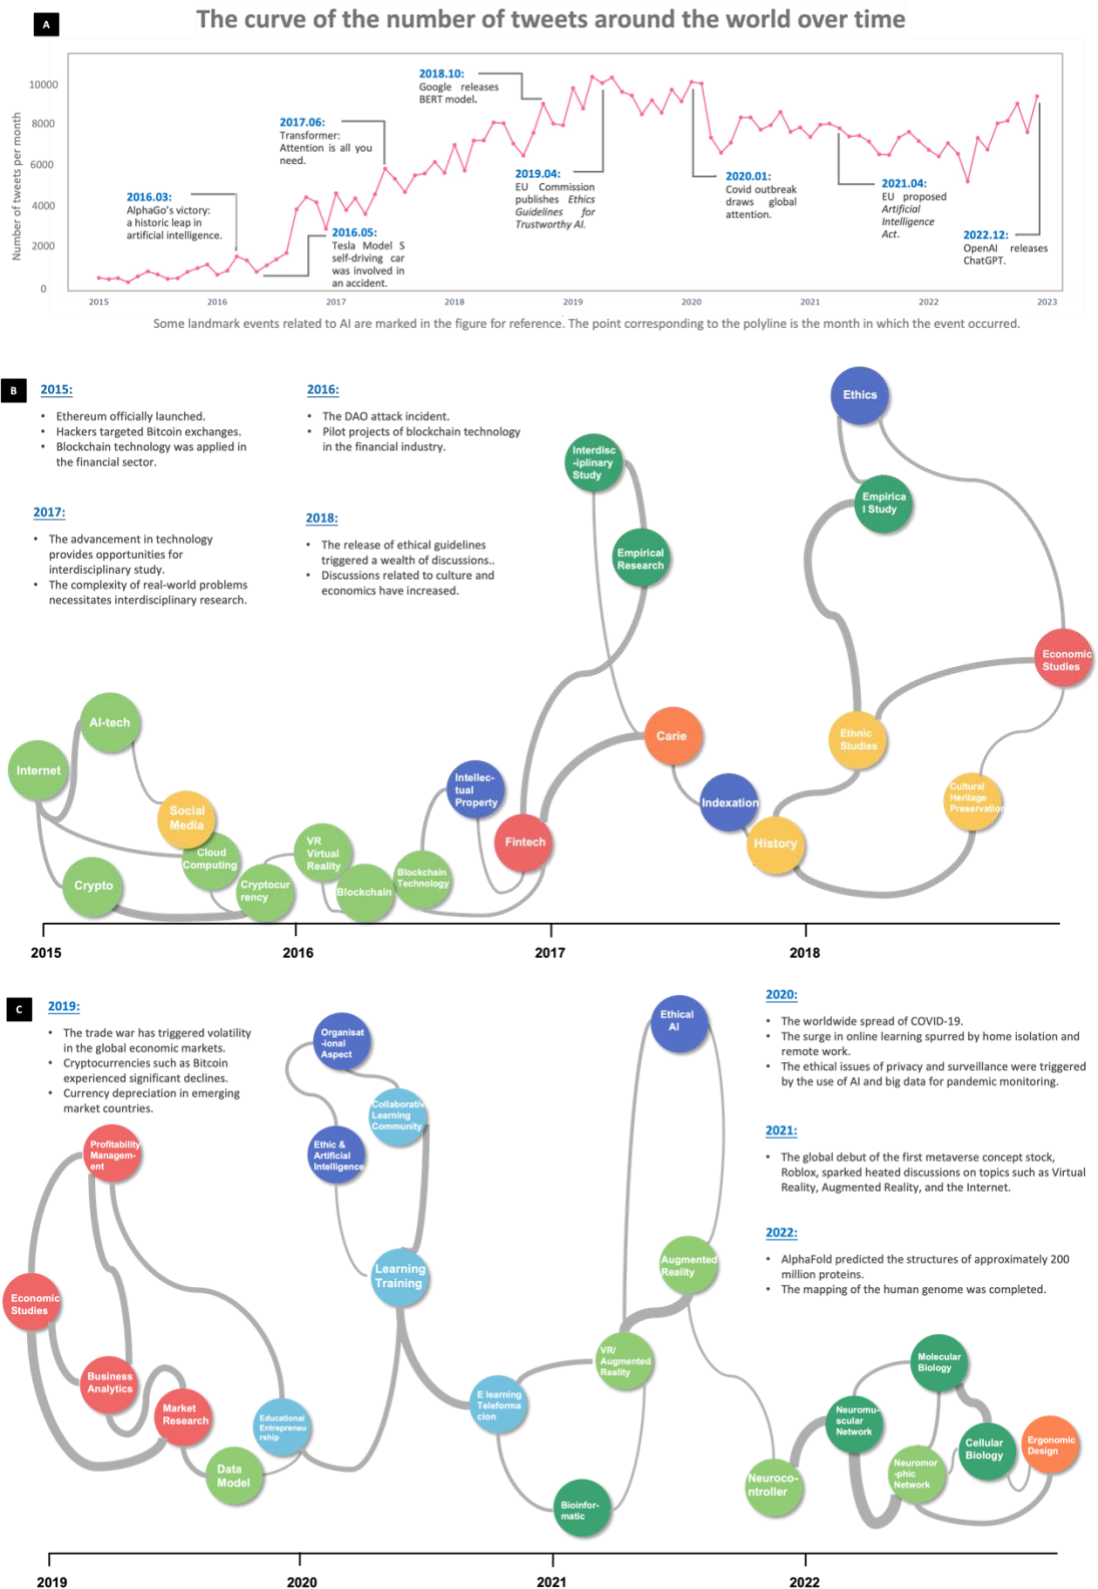 A
The curve of the number of tweets around the world over time
Number of tweets per month
10000
8000
6000
4000
2000
0
2016.03:
AlphaGo's victory:
a historic leap in
artificial intelligence.
2016.05:
Tesla Model S
self-driving car
was involved in
an accident.
2017.06:
Transformer:
Attention is all you
need.
2018.10:
Google releases
BERT model.
2019.04:
EU Commission
publishes Ethics
Guidelines for
Trustworthy AI.
2020.01:
Covid outbreak
draws global
attention.
2021.04:
EU proposed
Artificial
Intelligence
Act.
2022.12:
OpenAI releases
ChatGPT.
2015 2016 2017 2018 2019 2020 2021 2022 2023
Some landmark events related to AI are marked in the figure for reference. The point corresponding to the polyline is the month in which the event occurred.
B
2015:
• Ethereum officially launched.
• Hackers targeted Bitcoin exchanges.
• Blockchain technology was applied in
the financial sector.
2016:
• The DAO attack incident.
• Pilot projects of blockchain technology
in the financial industry.
2017:
• The advancement in technology
provides opportunities for
interdisciplinary study.
• The complexity of real-world problems
necessitates interdisciplinary research.
2018:
• The release of ethical guidelines
triggered a wealth of discussions..
• Discussions related to culture and
economics have increased.
Internet
AI-tech
Social
Media
Cloud
Computing
Crypto
Cryptocur
rency
VR
Virtual
Reality
Blockchain
Blockchain
Technology
Intellec-
tual
Property
Fintech
Interdisc
-iplinary
Study
Empirical
Research
Carie
Indexation
History
Ethics
Empirica
l Study
Ethnic
Studies
Economic
Studies
Cultural
Heritage
Preservation
2015 2016 2017 2018
C
2019:
• The trade war has triggered volatility
in the global economic markets.
• Cryptocurrencies such as Bitcoin
experienced significant declines.
• Currency depreciation in emerging
market countries.
2020:
• The worldwide spread of COVID-19.
• The surge in online learning spurred by home isolation and
remote work.
• The ethical issues of privacy and surveillance were triggered
by the use of AI and big data for pandemic monitoring.
2021:
• The global debut of the first metaverse concept stock,
Roblox, sparked heated discussions on topics such as Virtual
Reality, Augmented Reality, and the Internet.
2022:
• AlphaFold predicted the structures of approximately 200
million proteins.
• The mapping of the human genome was completed.
Profitability
Managem-
ent
Economic
Studies
Business
Analytics
Market
Research
Data
Model
Educational
Entrepreneu
rship
Organisat
-ional
Aspect
Collaborativ
Learning
Community
Ethic &
Artificial
Intelligence
Learning
Training
E learning
Teleforma
cion
Bioinfor-
matic
VR/
Augmented
Reality
Ethical
AI
Augmented
Reality
Neuroco-
ntroller
Neuromu-
scular
Network
Molecular
Biology
Neuromor
-phic
Network
Cellular
Biology
Ergonomic
Design
2019 2020 2021 2022